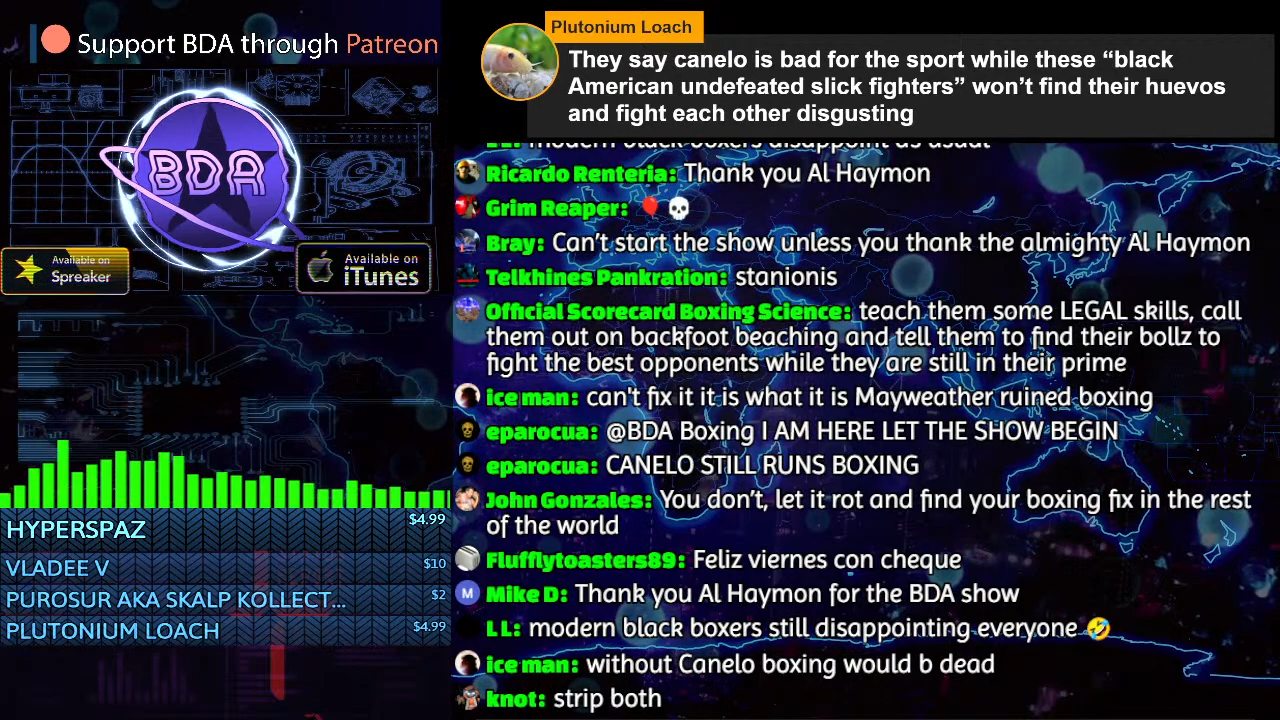 Support BDA through Patreon
BDA
Available on
Spreaker
Available on
iTunes
HYPERSPAZ $4.99
VLADEE V $10
PUROSUR AKA SKALP KOLLECT... $2
PLUTONIUM LOACH $4.99
Plutonium Loach
They say canelo is bad for the sport while these “black
American undefeated slick fighters” won’t find their huevos
and fight each other disgusting
L L: modern black boxers disappoint as usual
Ricardo Renteria: Thank you Al Haymon
Grim Reaper: 🎈💀
Bray: Can’t start the show unless you thank the almighty Al Haymon
Telkhines Pankration: stanionis
Official Scorecard Boxing Science: teach them some LEGAL skills, call
them out on backfoot beaching and tell them to find their bollz to
fight the best opponents while they are still in their prime
ice man: can't fix it it is what it is Mayweather ruined boxing
eparocua: @BDA Boxing I AM HERE LET THE SHOW BEGIN
eparocua: CANELO STILL RUNS BOXING
John Gonzales: You don’t, let it rot and find your boxing fix in the rest
of the world
Flufflytoasters89: Feliz viernes con cheque
M Mike D: Thank you Al Haymon for the BDA show
L L: modern black boxers still disappointing everyone 🤣
ice man: without Canelo boxing would b dead
knot: strip both